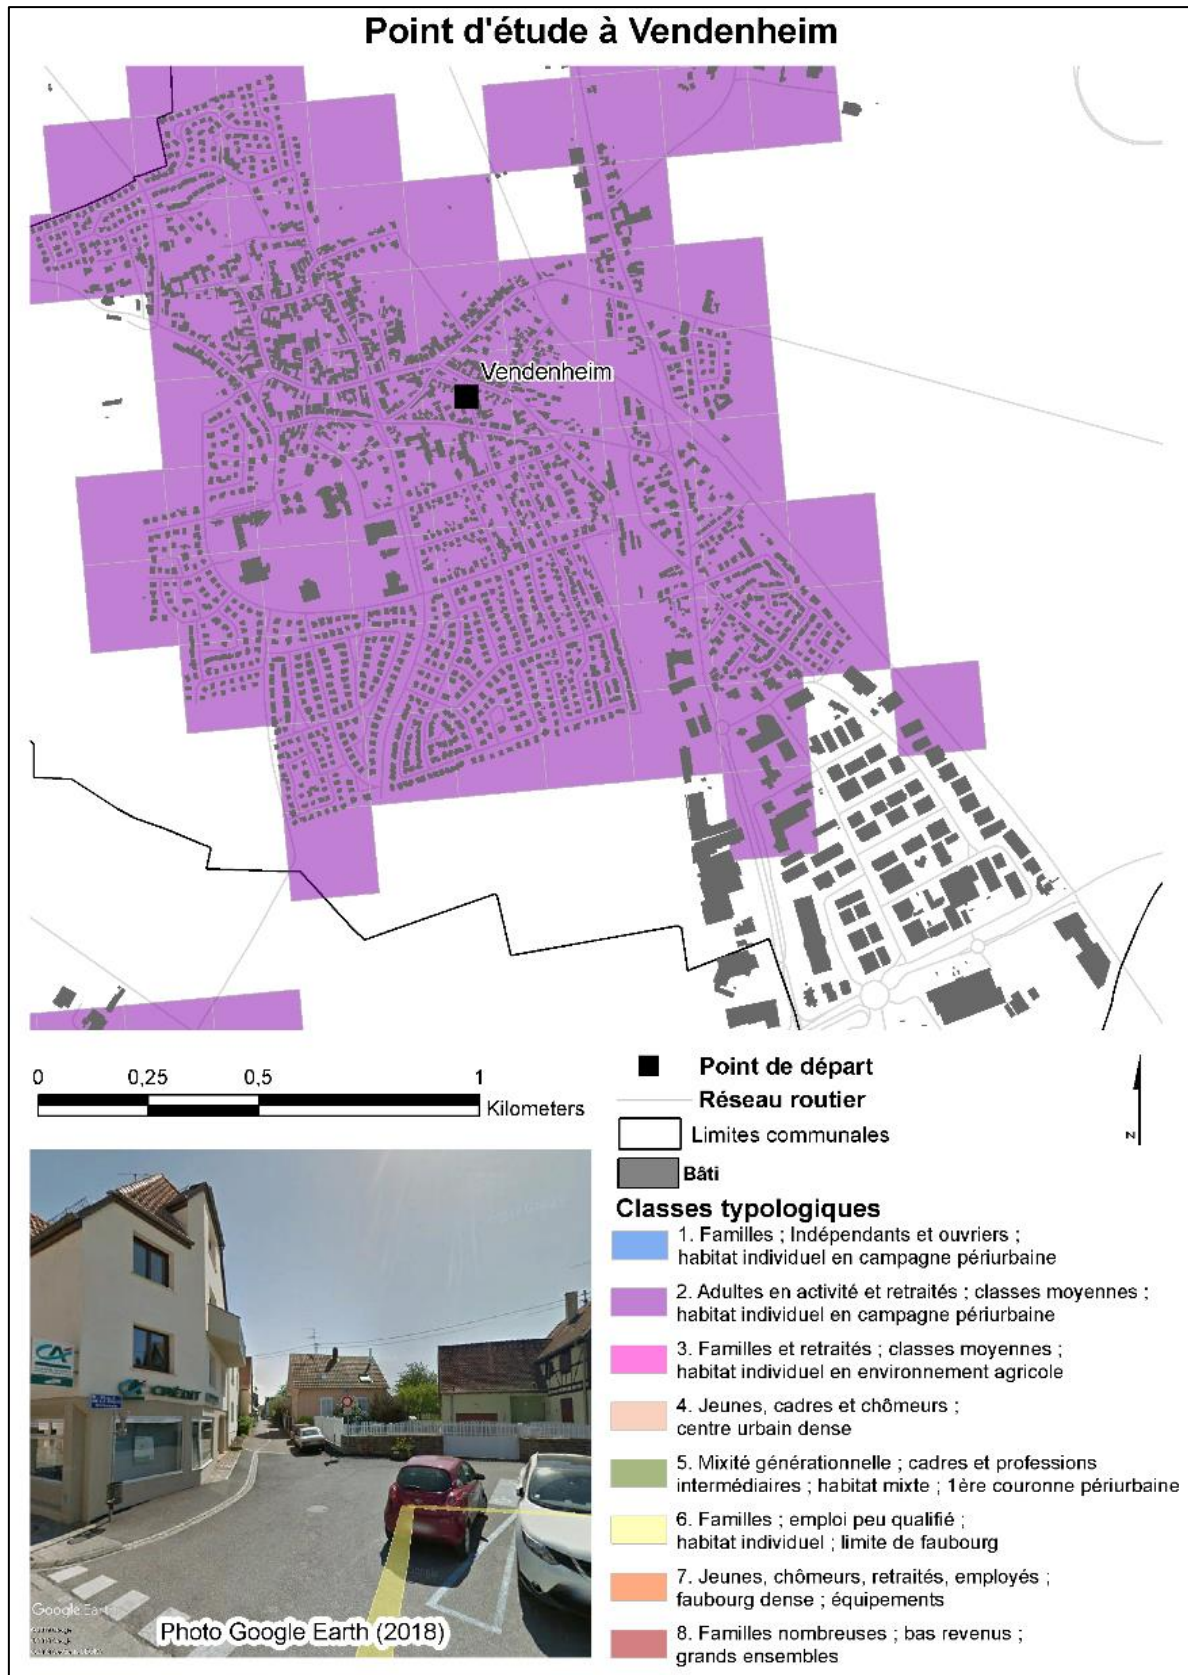 Point d'étude à Vendenheim
Vendenheim
0 0,25 0,5 1
Kilometers
Point de départ
Réseau routier
Limites communales
Bâti
N
Classes typologiques
1. Familles ; Indépendants et ouvriers ;
habitat individuel en campagne périurbaine
2. Adultes en activité et retraités ; classes moyennes ;
habitat individuel en campagne périurbaine
3. Familles et retraités ; classes moyennes ;
habitat individuel en environnement agricole
4. Jeunes, cadres et chômeurs ;
centre urbain dense
5. Mixité générationnelle ; cadres et professions
intermédiaires ; habitat mixte ; 1ère couronne périurbaine
6. Familles ; emploi peu qualifié ;
habitat individuel ; limite de faubourg
7. Jeunes, chômeurs, retraités, employés ;
faubourg dense ; équipements
8. Familles nombreuses ; bas revenus ;
grands ensembles
CA
CRÉDIT
Google Earth
Photo Google Earth (2018)